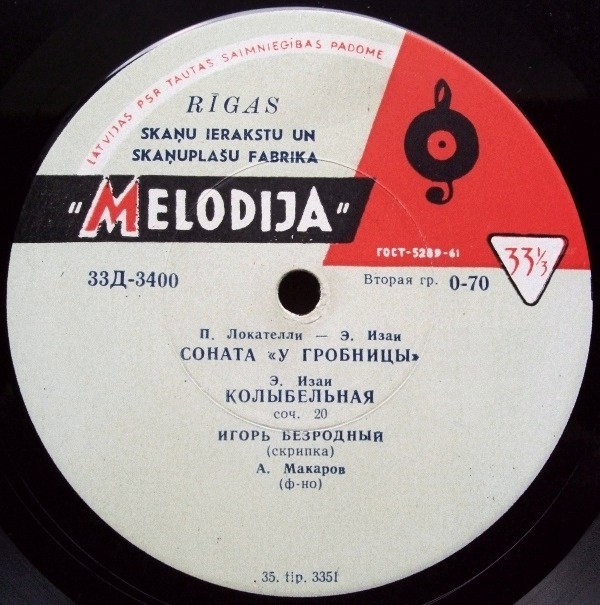 LATVIJAS PSR TAUTAS SAIMNIECĪBAS PADOME
RĪGAS
SKAŅU IERAKSTU UN
SKAŅUPLAŠU FABRIKA
"MELODIJA"
ГОСТ-5289-61
33⅓
33Д-3400
Вторая гр. 0-70
П. Локателли — Э. Изаи
СОНАТА «У ГРОБНИЦЫ»
Э. Изаи
КОЛЫБЕЛЬНАЯ
соч. 20
ИГОРЬ БЕЗРОДНЫЙ
(скрипка)
А. Макаров
(ф-но)
. 35. tip. 3351